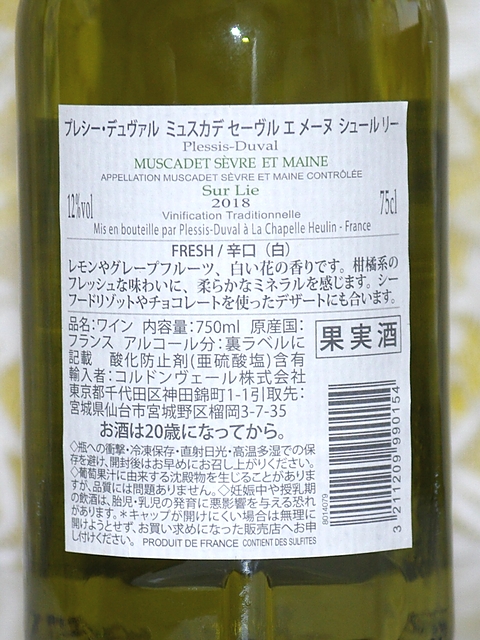 プレシー・デュヴァル ミュスカデ セーヴル エ メーヌ シュール リー
Plessis-Duval
MUSCADET SÈVRE ET MAINE
APPELLATION MUSCADET SÈVRE ET MAINE CONTRÔLÉE
Sur Lie
12%vol 2018 75cl
Vinification Traditionnelle
Mis en bouteille par Plessis-Duval à La Chapelle Heulin - France
FRESH / 辛口（白）
レモンやグレープフルーツ、白い花の香りです。柑橘系の
フレッシュな味わいに、柔らかなミネラルを感じます。シー
フードリゾットやチョコレートを使ったデザートにも合います。
品名:ワイン 内容量:750ml 原産国:
フランス アルコール分:裏ラベルに
記載 酸化防止剤(亜硫酸塩)含有
輸入者:コルドンヴェール株式会社
東京都千代田区神田錦町1-1引取先:
宮城県仙台市宮城野区榴岡3-7-35
果実酒
お酒は20歳になってから。
◇瓶への衝撃・冷凍保存・直射日光・高温多湿での保
存を避け、開封後はお早めにお召し上がりください。
◇葡萄果汁に由来する沈殿物を生じることがありま
すが、品質には問題ありません。◇妊娠中や授乳期
の飲酒は、胎児・乳児の発育に悪影響を与える恐れ
があります。＊キャップが開けにくい場合は無理に
開けようとせず、お買い求めになった販売店へお申
し付けください。 PRODUIT DE FRANCE CONTIENT DES SULFITES
8014079
3 211209 990154